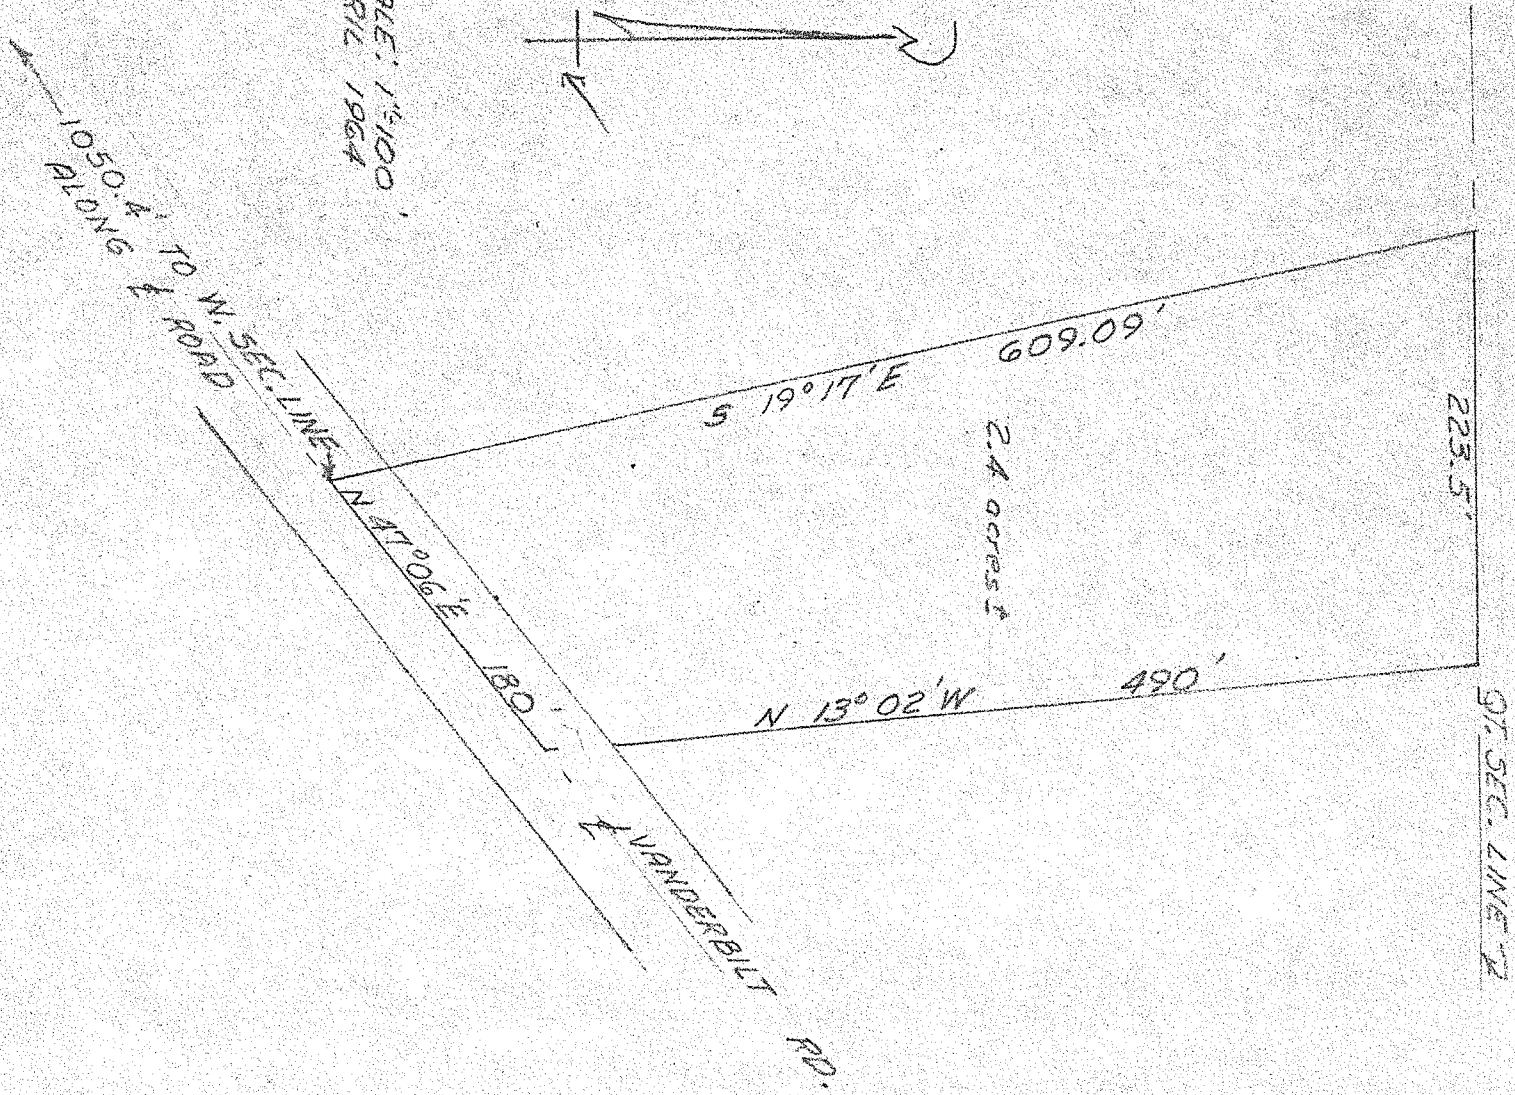 QT. SEC. LINE
223.5'
609.09'
S 19°17'E
2.4 acres±
490'
N 13°02'W
SCALE: 1"=100'
APRIL 1964
1050.4' TO W. SEC. LINE
ALONG ℄ ROAD
N 47°06'E 180'
℄ VANDERBILT RD.